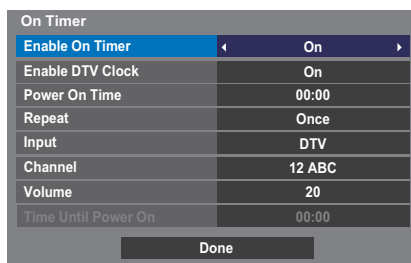 On Timer
Enable On Timer On
Enable DTV Clock On
Power On Time 00:00
Repeat Once
Input DTV
Channel 12 ABC
Volume 20
Time Until Power On 00:00
Done